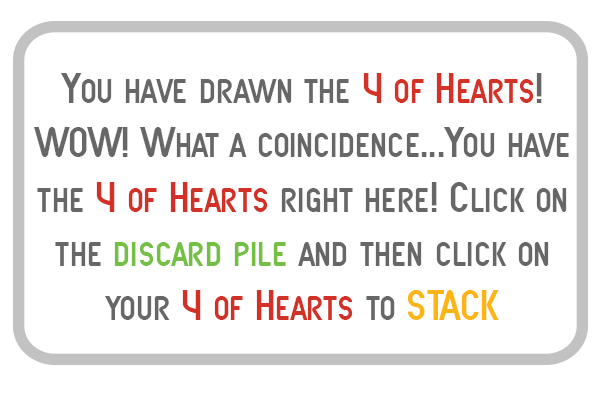 You have drawn the 4 of Hearts!
WOW! What a coincidence...You have
the 4 of Hearts right here! Click on
the discard pile and then click on
your 4 of Hearts to STACK